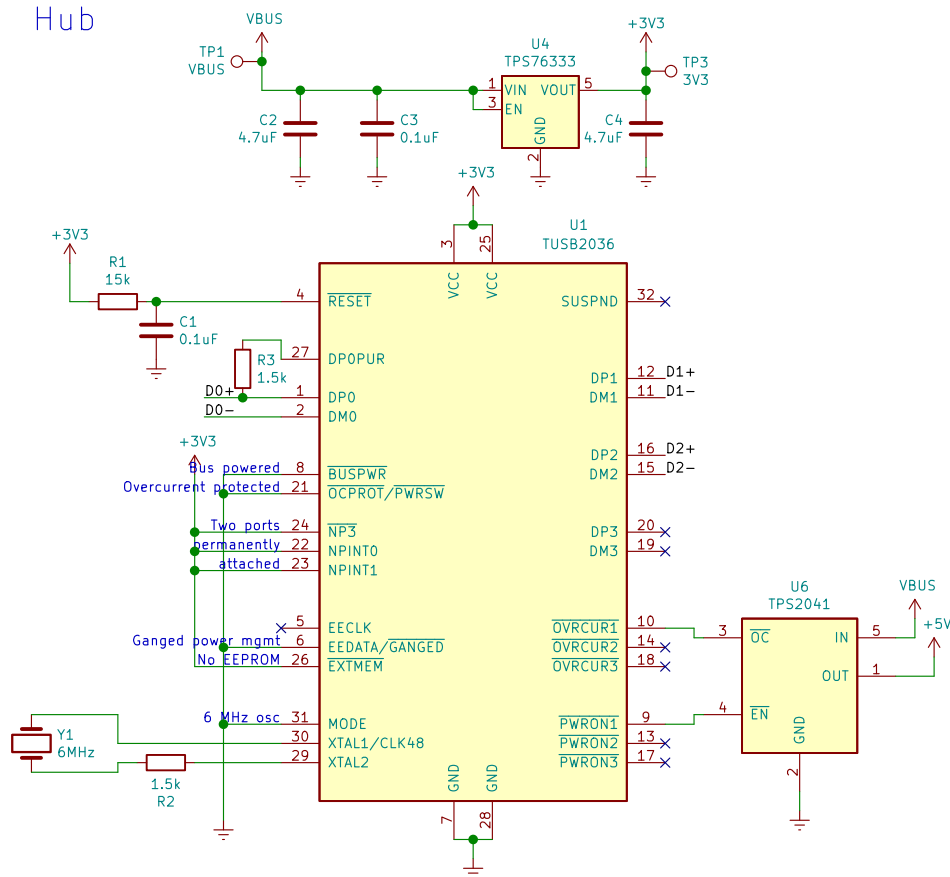 Hub
VBUS
TP1
VBUS
C2
4.7uF
C3
0.1uF
U4
TPS76333
1
VIN
VOUT
5
3
EN
GND
2
+3V3
TP3
3V3
C4
4.7uF
+3V3
U1
TUSB2036
3
25
VCC
VCC
+3V3
R1
15k
C1
0.1uF
4
RESET
SUSPND
32
R3
1.5k
27
DP0PUR
D0+
1
DP0
D0-
2
DM0
DP1
12
D1+
DM1
11
D1-
DP2
16
D2+
DM2
15
D2-
+3V3
Bus powered
8
BUSPWR
Overcurrent protected
21
OCPROT/PWRSW
Two ports
24
NP3
DP3
20
permanently
22
NPINT0
DM3
19
attached
23
NPINT1
5
EECLK
OVRCUR1
10
Ganged power mgmt
6
EEDATA/GANGED
OVRCUR2
14
No EEPROM
26
EXTMEM
OVRCUR3
18
6 MHz osc
31
MODE
PWRON1
9
30
XTAL1/CLK48
PWRON2
13
29
XTAL2
PWRON3
17
Y1
6MHz
1.5k
R2
GND
GND
7
28
U6
TPS2041
3
OC
IN
5
VBUS
OUT
1
+5V
4
EN
GND
2